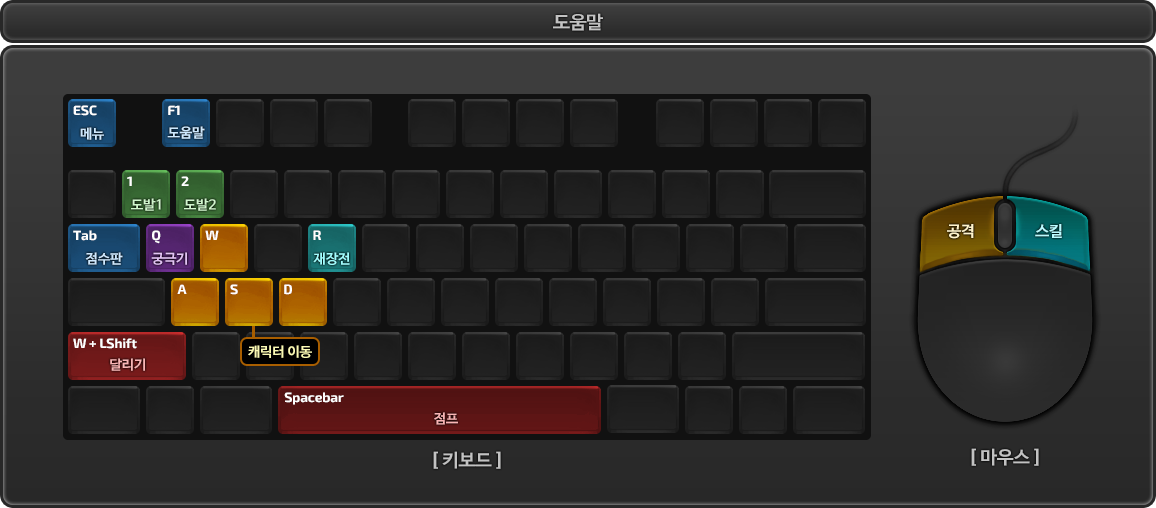 도움말
ESC
메뉴
F1
도움말
1
도발1
2
도발2
Tab
점수판
Q
궁극기
W
R
재장전
A
S
D
W + LShift
달리기
캐릭터 이동
Spacebar
점프
[ 키보드 ]
공격
스킬
[ 마우스 ]